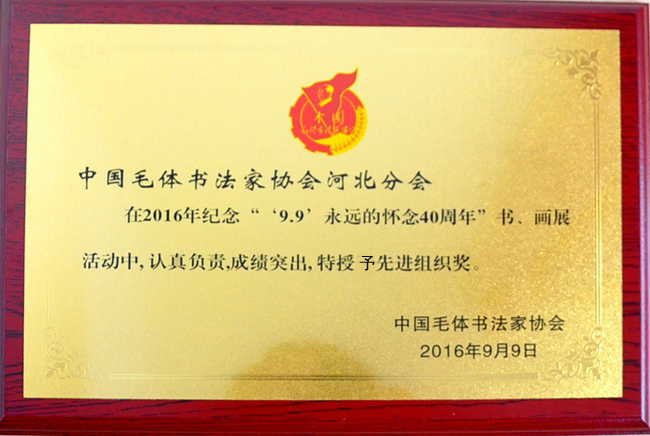 中国毛体书法家协会河北分会
在2016年纪念“‘9.9’永远的怀念40周年”书、画展
活动中,认真负责,成绩突出,特授予先进组织奖。
中国毛体书法家协会
2016年9月9日